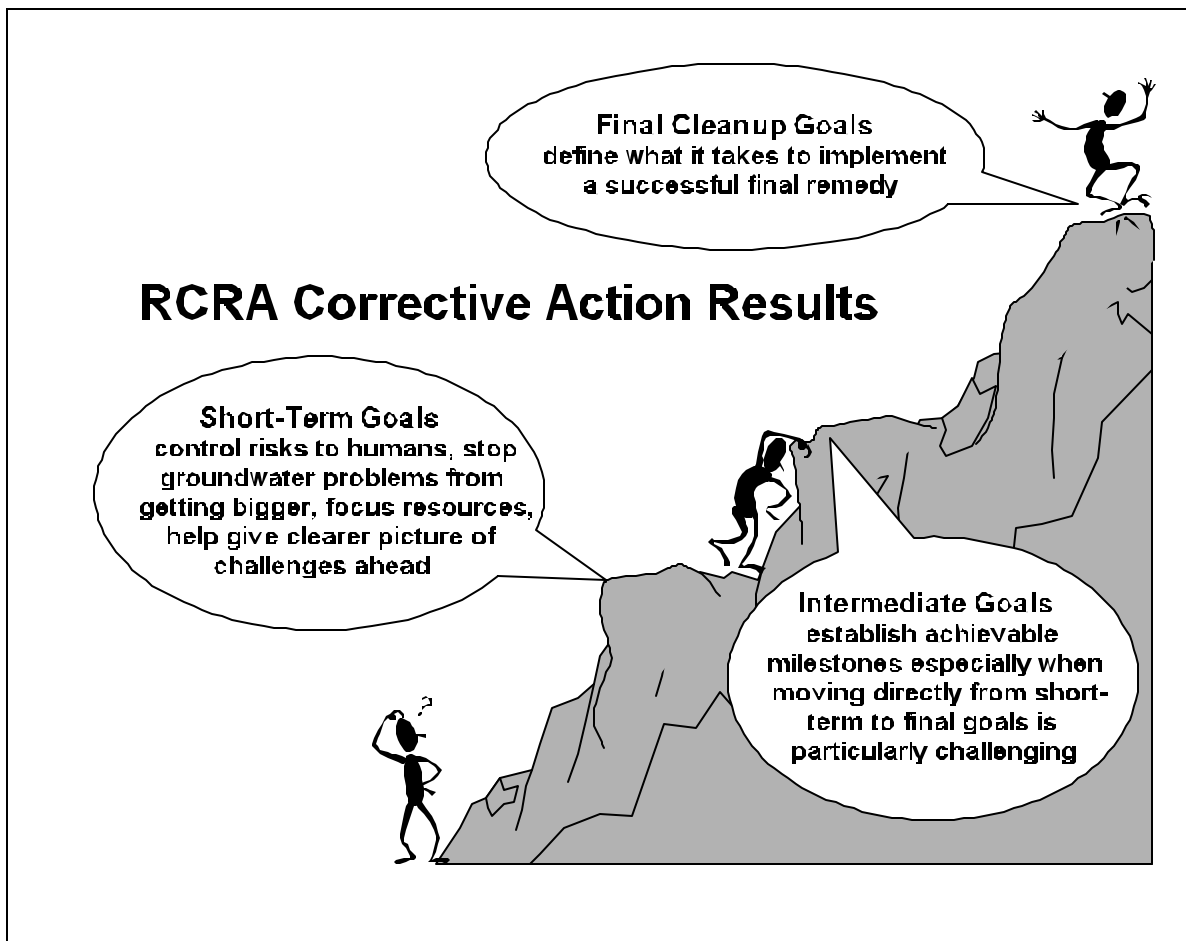 Final Cleanup Goals
define what it takes to implement
a successful final remedy
RCRA Corrective Action Results
Short-Term Goals
control risks to humans, stop
groundwater problems from
getting bigger, focus resources,
help give clearer picture of
challenges ahead
Intermediate Goals
establish achievable
milestones especially when
moving directly from short-
term to final goals is
particularly challenging
?